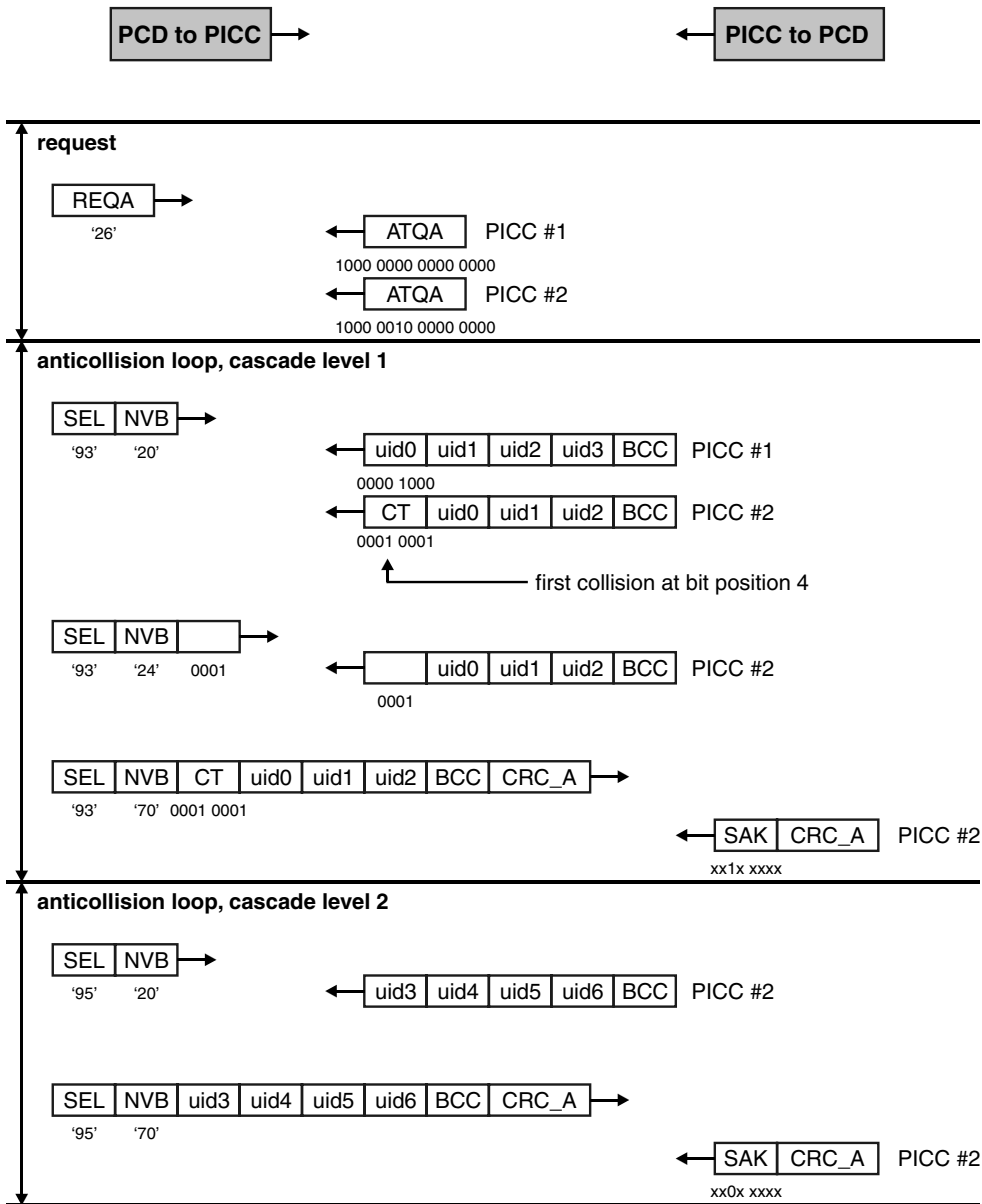 PCD to PICC PICC to PCD
request
REQA
‘26’
ATQA PICC #1
1000 0000 0000 0000
ATQA PICC #2
1000 0010 0000 0000
anticollision loop, cascade level 1
SEL NVB
‘93’ ‘20’
uid0 uid1 uid2 uid3 BCC PICC #1
0000 1000
CT uid0 uid1 uid2 BCC PICC #2
0001 0001
first collision at bit position 4
SEL NVB
‘93’ ‘24’ 0001
uid0 uid1 uid2 BCC PICC #2
0001
SEL NVB CT uid0 uid1 uid2 BCC CRC_A
‘93’ ‘70’ 0001 0001
SAK CRC_A PICC #2
xx1x xxxx
anticollision loop, cascade level 2
SEL NVB
‘95’ ‘20’
uid3 uid4 uid5 uid6 BCC PICC #2
SEL NVB uid3 uid4 uid5 uid6 BCC CRC_A
‘95’ ‘70’
SAK CRC_A PICC #2
xx0x xxxx